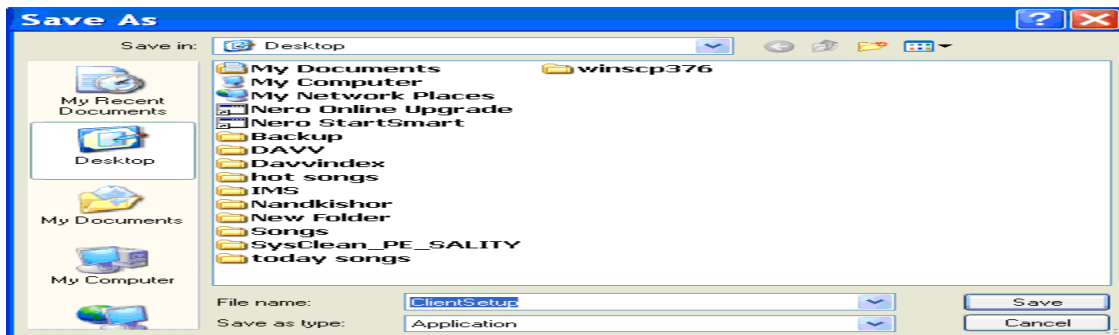 Save As
Save in: Desktop
My Recent
Documents
Desktop
My Documents
My Computer
My Documents
My Computer
My Network Places
Nero Online Upgrade
Nero StartSmart
Backup
DAVV
Davvindex
hot songs
IMS
Nandkishor
New Folder
Songs
SysClean_PE_SALITY
today songs
winscp376
File name: ClientSetup
Save
Save as type: Application
Cancel